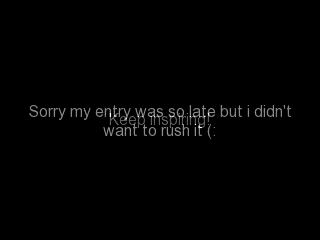 Sorry my entry was so late but i didn't
Keep inspiring!
want to rush it (: